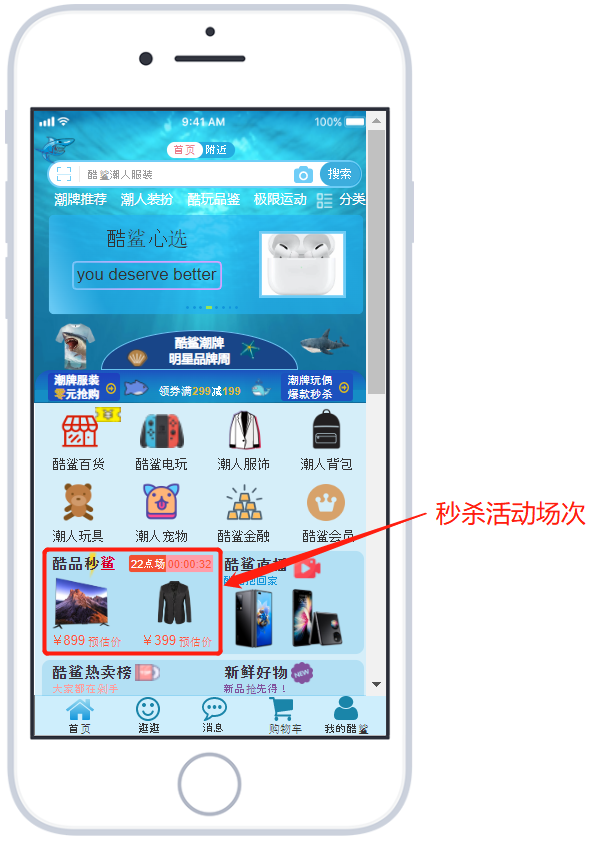 9:41 AM 100%
首页 附近
酷鲨潮人服装 搜索
潮牌推荐 潮人装扮 酷玩品鉴 极限运动 分类
酷鲨心选
you deserve better
酷鲨潮牌
明星品牌周
潮牌服装
零元抢购
领券满299减199
潮牌玩偶
爆款秒杀
酷鲨百货 酷鲨电玩 潮人服饰 潮人背包
潮人玩具 潮人宠物 酷鲨金融 酷鲨会员
秒杀活动场次
酷品秒鲨 22点场 00:00:32
¥899 预估价 ¥399 预估价
酷鲨直播
抢回家
酷鲨热卖榜
大家都在剁手
新鲜好物 NEW
新品抢先得！
首页 逛逛 消息 购物车 我的酷鲨